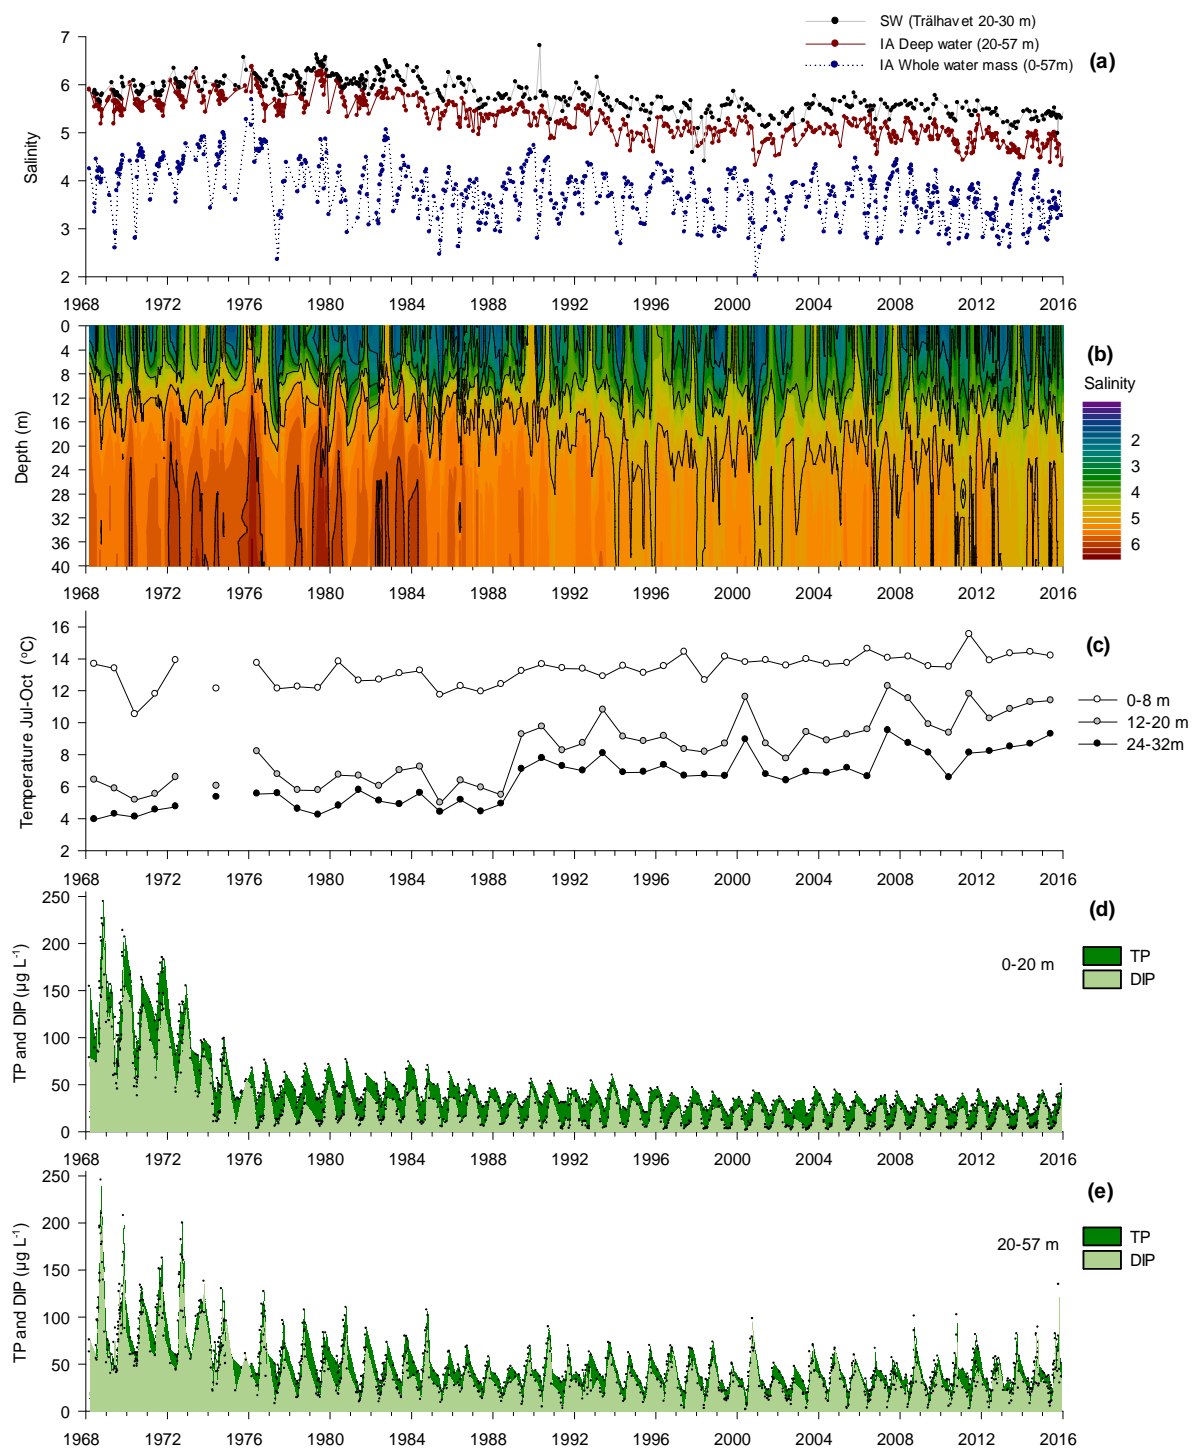 SW (Trälhavet 20-30 m)
IA Deep water (20-57 m)
IA Whole water mass (0-57m)
(a)
Salinity
7
6
5
4
3
2
1968 1972 1976 1980 1984 1988 1992 1996 2000 2004 2008 2012 2016
(b)
Depth (m)
0
4
8
12
16
20
24
28
32
36
40
Salinity
2
3
4
5
6
1968 1972 1976 1980 1984 1988 1992 1996 2000 2004 2008 2012 2016
(c)
Temperature Jul-Oct (°C)
16
14
12
10
8
6
4
2
0-8 m
12-20 m
24-32m
1968 1972 1976 1980 1984 1988 1992 1996 2000 2004 2008 2012 2016
(d)
TP and DIP (µg L-1)
250
200
150
100
50
0
0-20 m
TP
DIP
1968 1972 1976 1980 1984 1988 1992 1996 2000 2004 2008 2012 2016
(e)
TP and DIP (µg L-1)
250
200
150
100
50
0
20-57 m
TP
DIP
1968 1972 1976 1980 1984 1988 1992 1996 2000 2004 2008 2012 2016